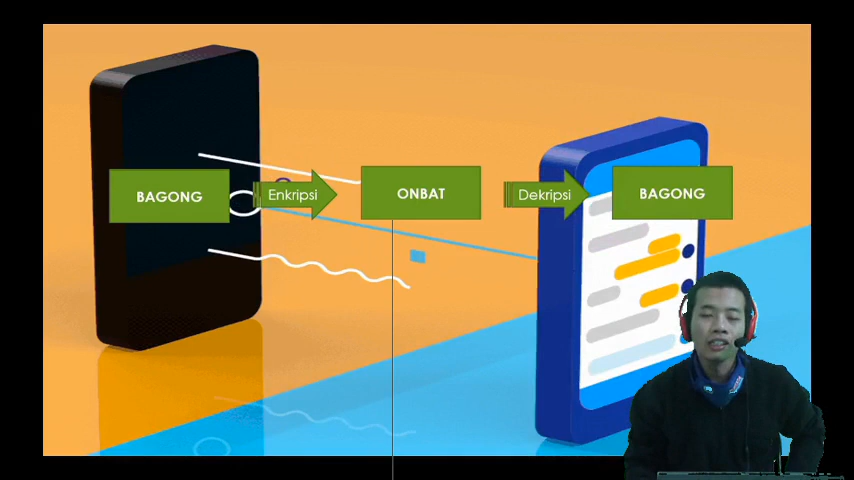 BAGONG
Enkripsi
ONBAT
Dekripsi
BAGONG